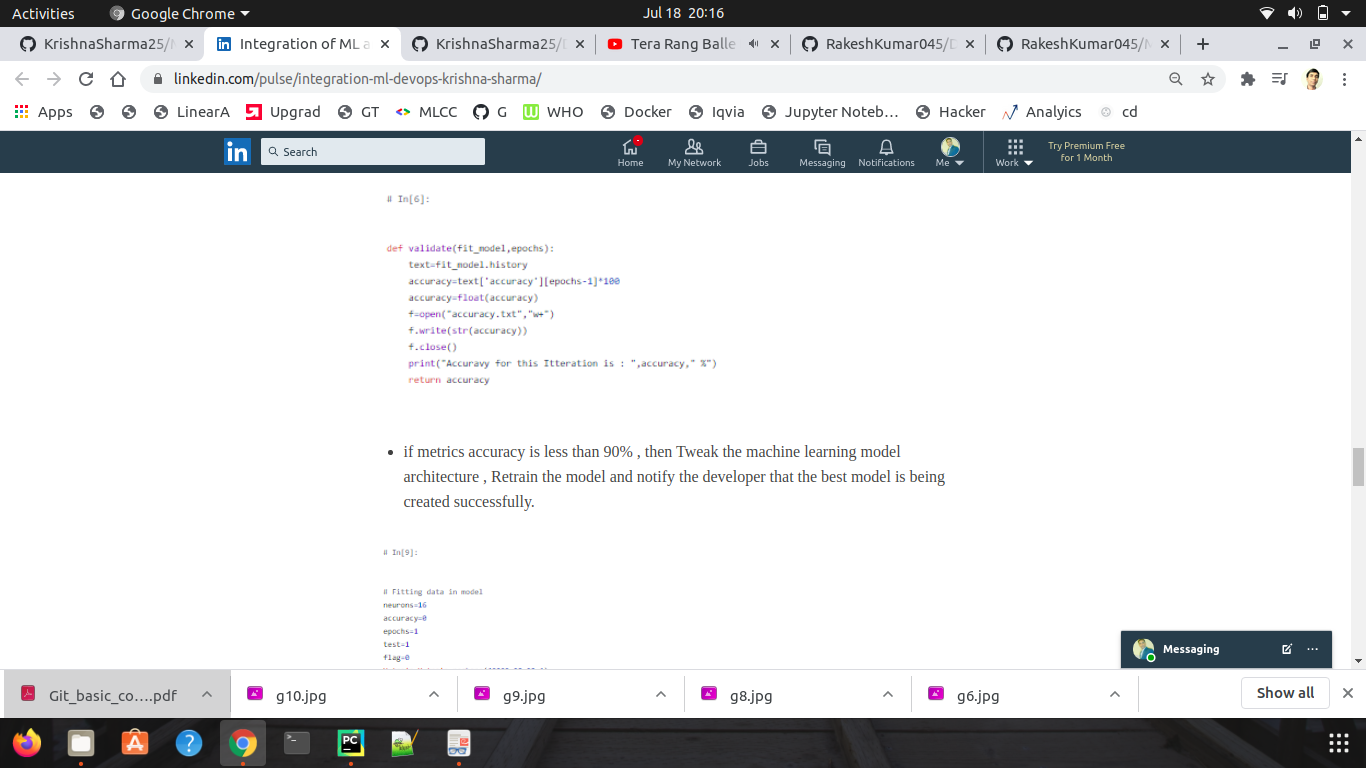 Activities
Google Chrome
Jul 18 20:16
KrishnaSharma25/
Integration of ML a
KrishnaSharma25/
Tera Rang Balle
RakeshKumar045/
RakeshKumar045/
linkedin.com/pulse/integration-ml-devops-krishna-sharma/
Apps
LinearA
Upgrad
GT
MLCC
G
WHO
Docker
Iqvia
Jupyter Noteb…
Hacker
Analyics
cd
in
Search
Home
My Network
Jobs
Messaging
Notifications
Me
Work
Try Premium Free
for 1 Month
# In[6]:
def validate(fit_model,epochs):
text=fit_model.history
accuracy=text['accuracy'][epochs-1]*100
accuracy=float(accuracy)
f=open("accuracy.txt","w+")
f.write(str(accuracy))
f.close()
print("Accuravy for this Itteration is : ",accuracy," %")
return accuracy
• if metrics accuracy is less than 90% , then Tweak the machine learning model
architecture , Retrain the model and notify the developer that the best model is being
created successfully.
# In[9]:
# Fitting data in model
neurons=16
accuracy=0
epochs=1
test=1
flag=0
Messaging
Git_basic_co….pdf
g10.jpg
g9.jpg
g8.jpg
g6.jpg
Show all
PC